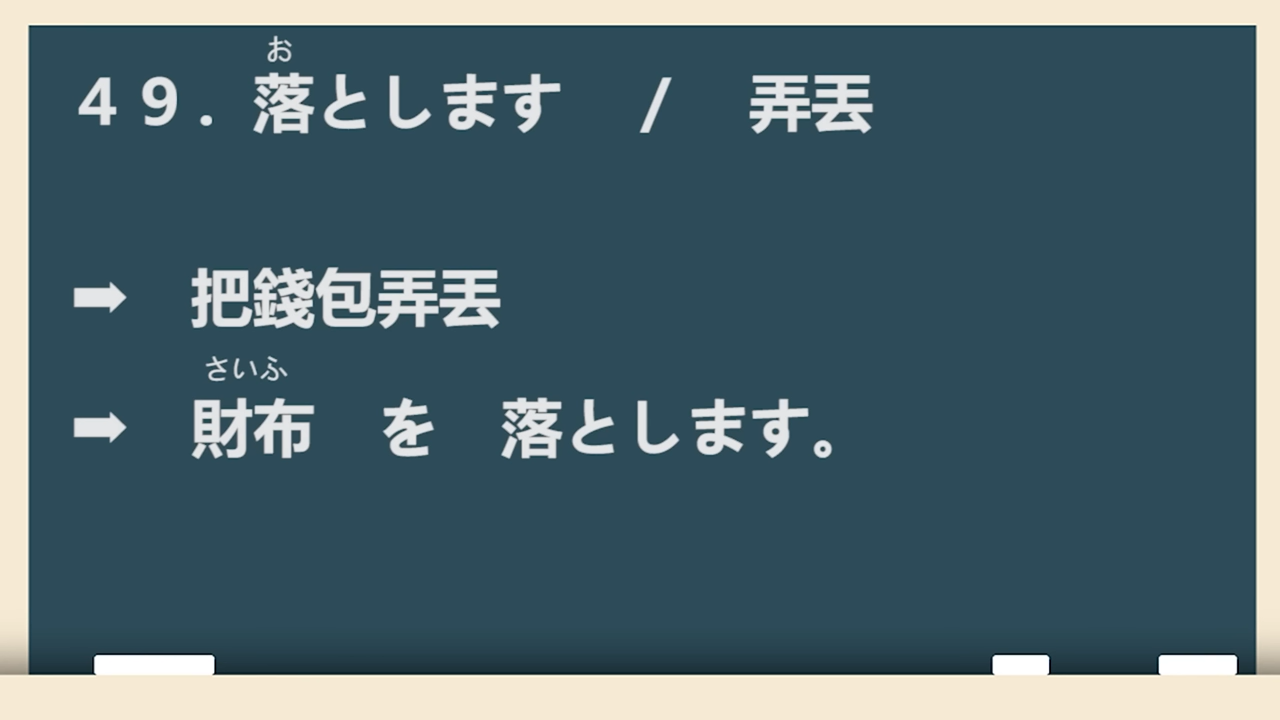 お
４９．落とします　/　弄丟
➡　把錢包弄丟
さいふ
➡　財布　を　落とします。